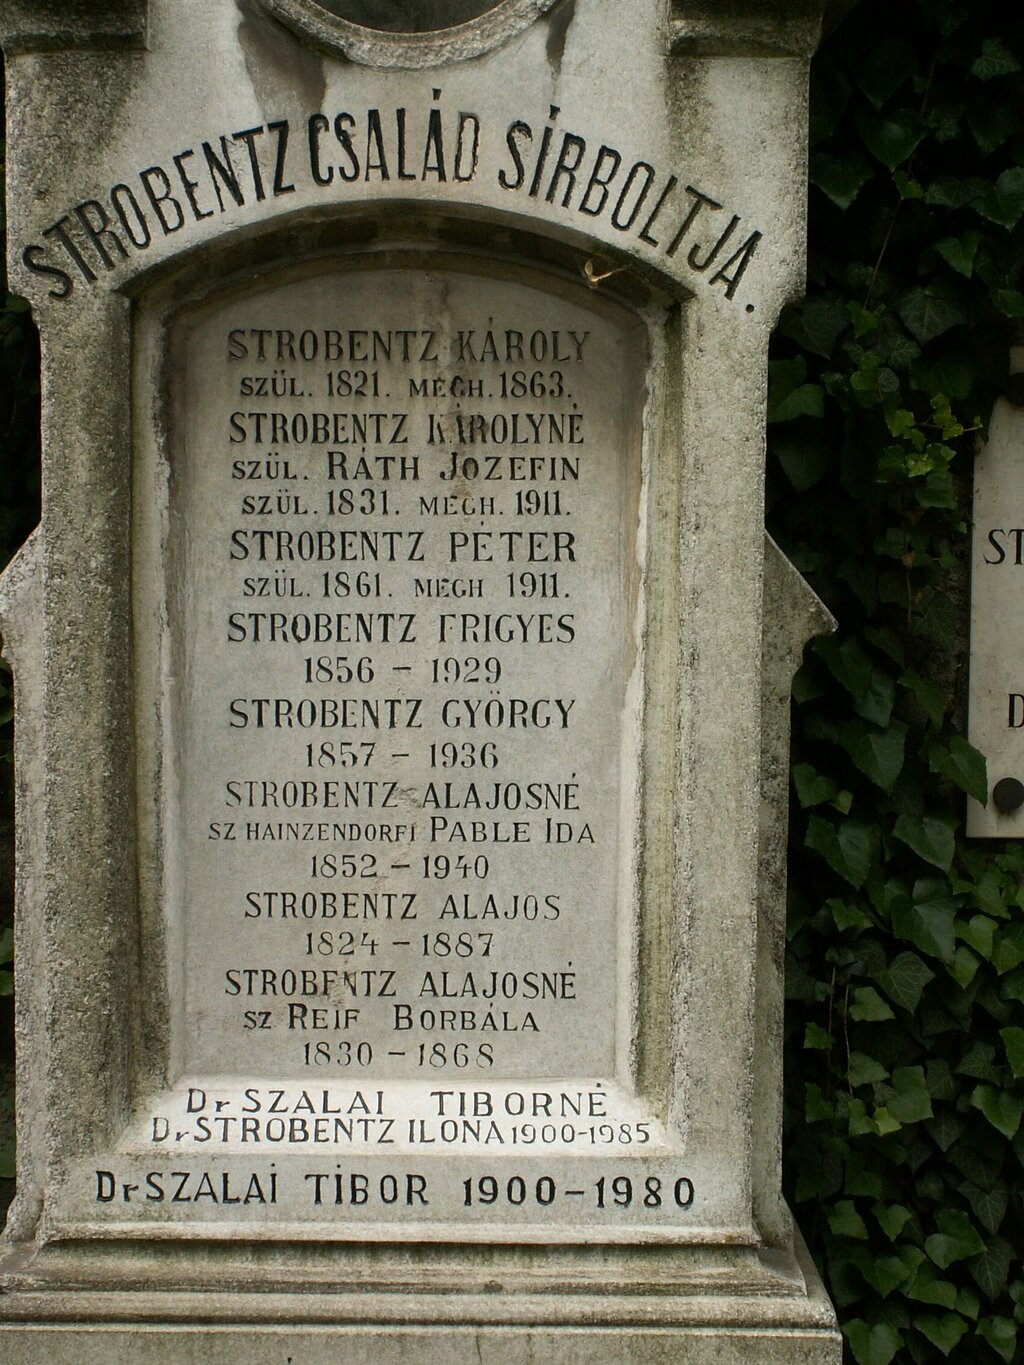 STROBENTZ CSALÁD SÍRBOLTJA.
STROBENTZ KÁROLY
SZÜL. 1821. MEGH. 1863.
STROBENTZ KÁROLYNÉ
SZÜL. RÁTH JOZEFIN
SZÜL. 1831. MEGH. 1911.
STROBENTZ PÉTER
SZÜL. 1861. MEGH 1911.
STROBENTZ FRIGYES
1856 - 1929
STROBENTZ GYÖRGY
1857 - 1936
STROBENTZ ALAJOSNÉ
SZ HAINZENDORFI PABLE IDA
1852 - 1940
STROBENTZ ALAJOS
1824 - 1887
STROBENTZ ALAJOSNÉ
SZ REIF BORBÁLA
1830 - 1868
Dr SZALAI TIBORNÉ
Dr STROBENTZ ILONA 1900-1985
Dr SZALAI TIBOR 1900-1980
ST
D